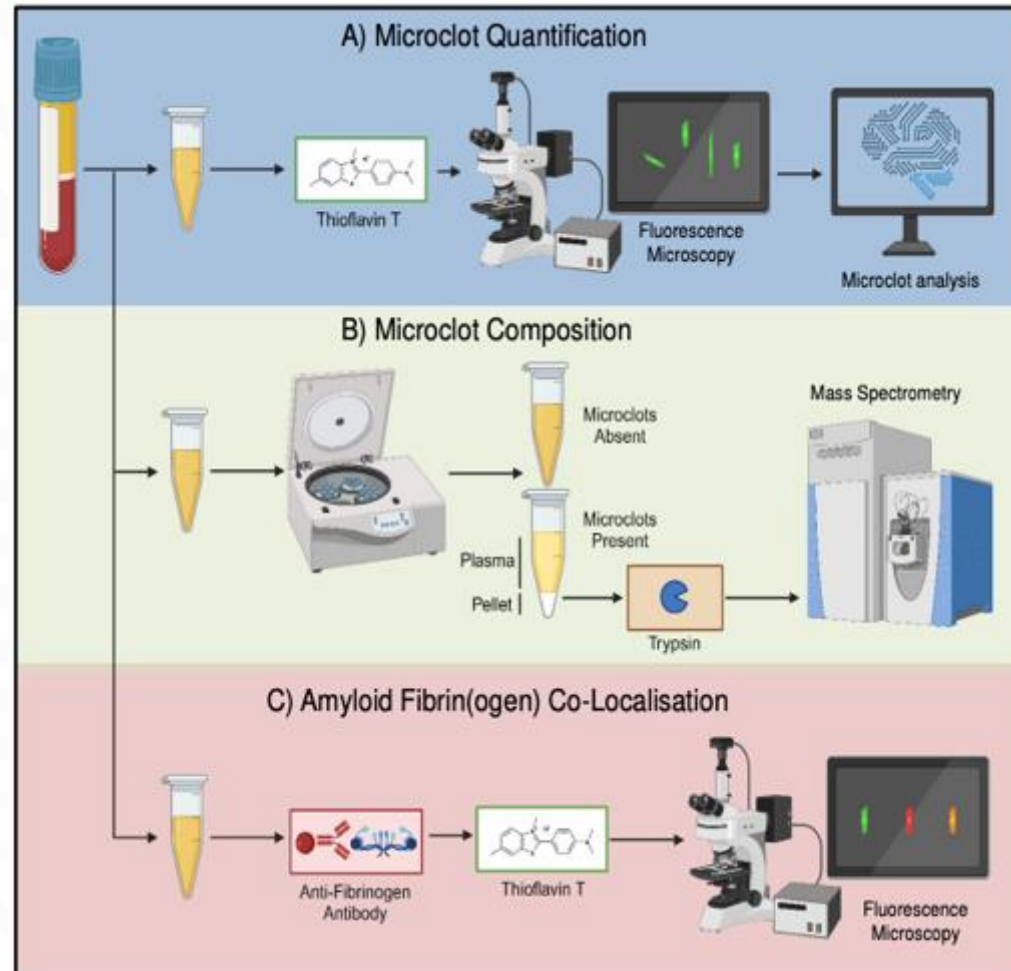 A) Microclot Quantification
Thioflavin T
Fluorescence
Microscopy
Microclot analysis
B) Microclot Composition
Microclots
Absent
Mass Spectrometry
Microclots
Present
Plasma
Pellet
Trypsin
C) Amyloid Fibrin(ogen) Co-Localisation
Anti-Fibrinogen
Antibody
Thioflavin T
Fluorescence
Microscopy